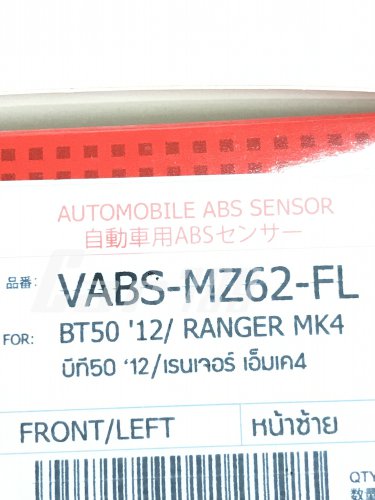 AUTOMOBILE ABS SENSOR
自動車用ABSセンサー
品番: VABS-MZ62-FL
FOR: BT50 '12/ RANGER MK4
บีที50 '12/เรนเจอร์ เอ็มเค4
FRONT/LEFT หน้าซ้าย
QTY
数量